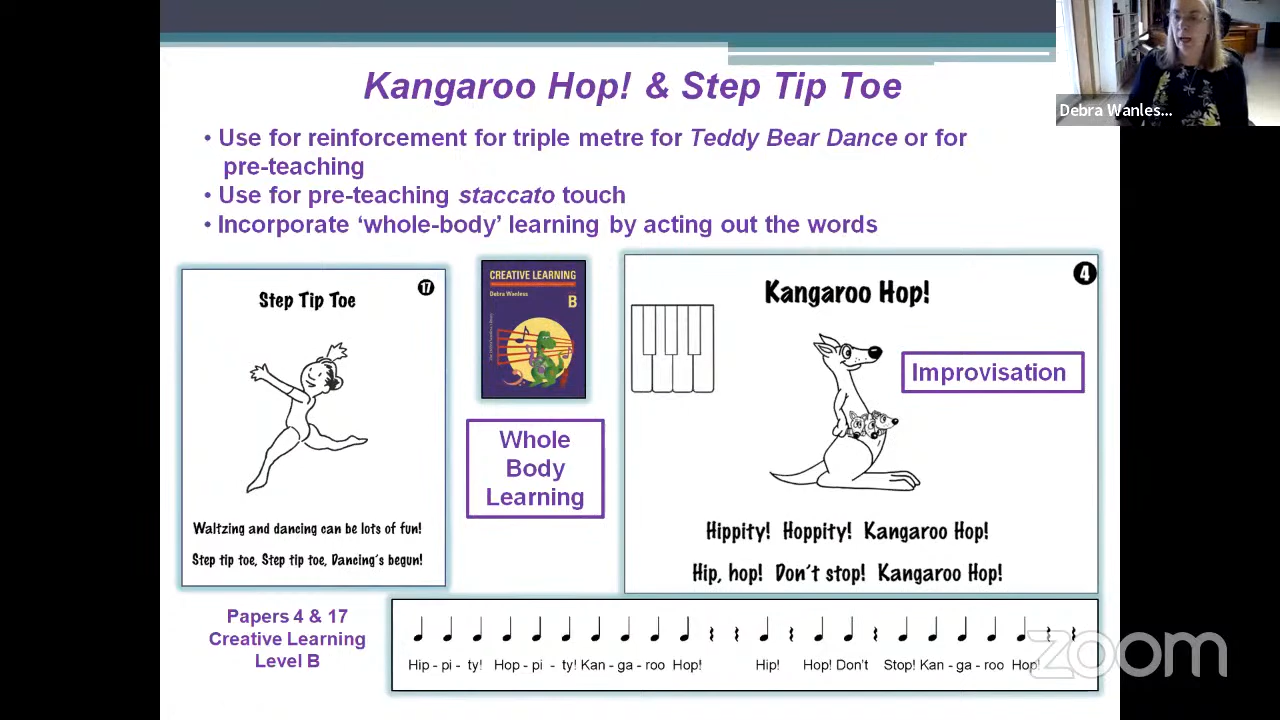 Kangaroo Hop! & Step Tip Toe
Debra Wanles...
• Use for reinforcement for triple metre for Teddy Bear Dance or for
pre-teaching
• Use for pre-teaching staccato touch
• Incorporate ‘whole-body’ learning by acting out the words
17
Step Tip Toe
Waltzing and dancing can be lots of fun!
Step tip toe, Step tip toe, Dancing's begun!
CREATIVE LEARNING
Debra Wanless
B
Whole
Body
Learning
4
Kangaroo Hop!
Improvisation
Hippity! Hoppity! Kangaroo Hop!
Hip, hop! Don't stop! Kangaroo Hop!
Papers 4 & 17
Creative Learning
Level B
Hip - pi - ty! Hop - pi - ty! Kan - ga - roo Hop! Hip! Hop! Don't Stop! Kan - ga - roo Hop!
zoom